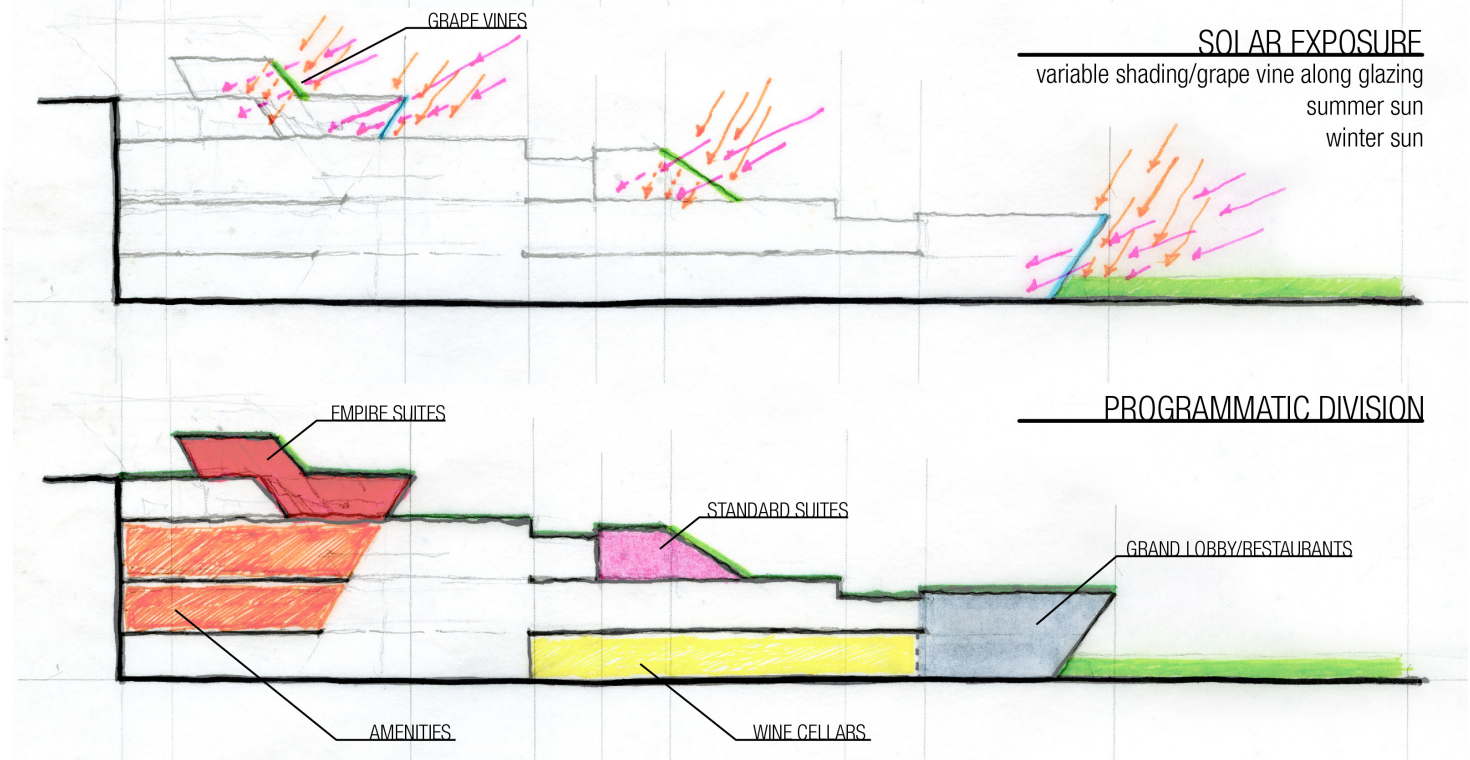 GRAPE VINES
SOLAR EXPOSURE
variable shading/grape vine along glazing
summer sun
winter sun
EMPIRE SUITES
PROGRAMMATIC DIVISION
STANDARD SUITES
GRAND LOBBY/RESTAURANTS
AMENITIES
WINE CELLARS